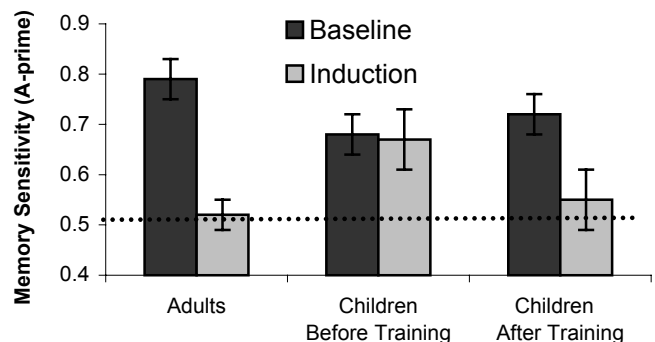 Memory Sensitivity (A-prime)
0.9
0.8
0.7
0.6
0.5
0.4
Baseline
Induction
Adults
Children
Before Training
Children
After Training